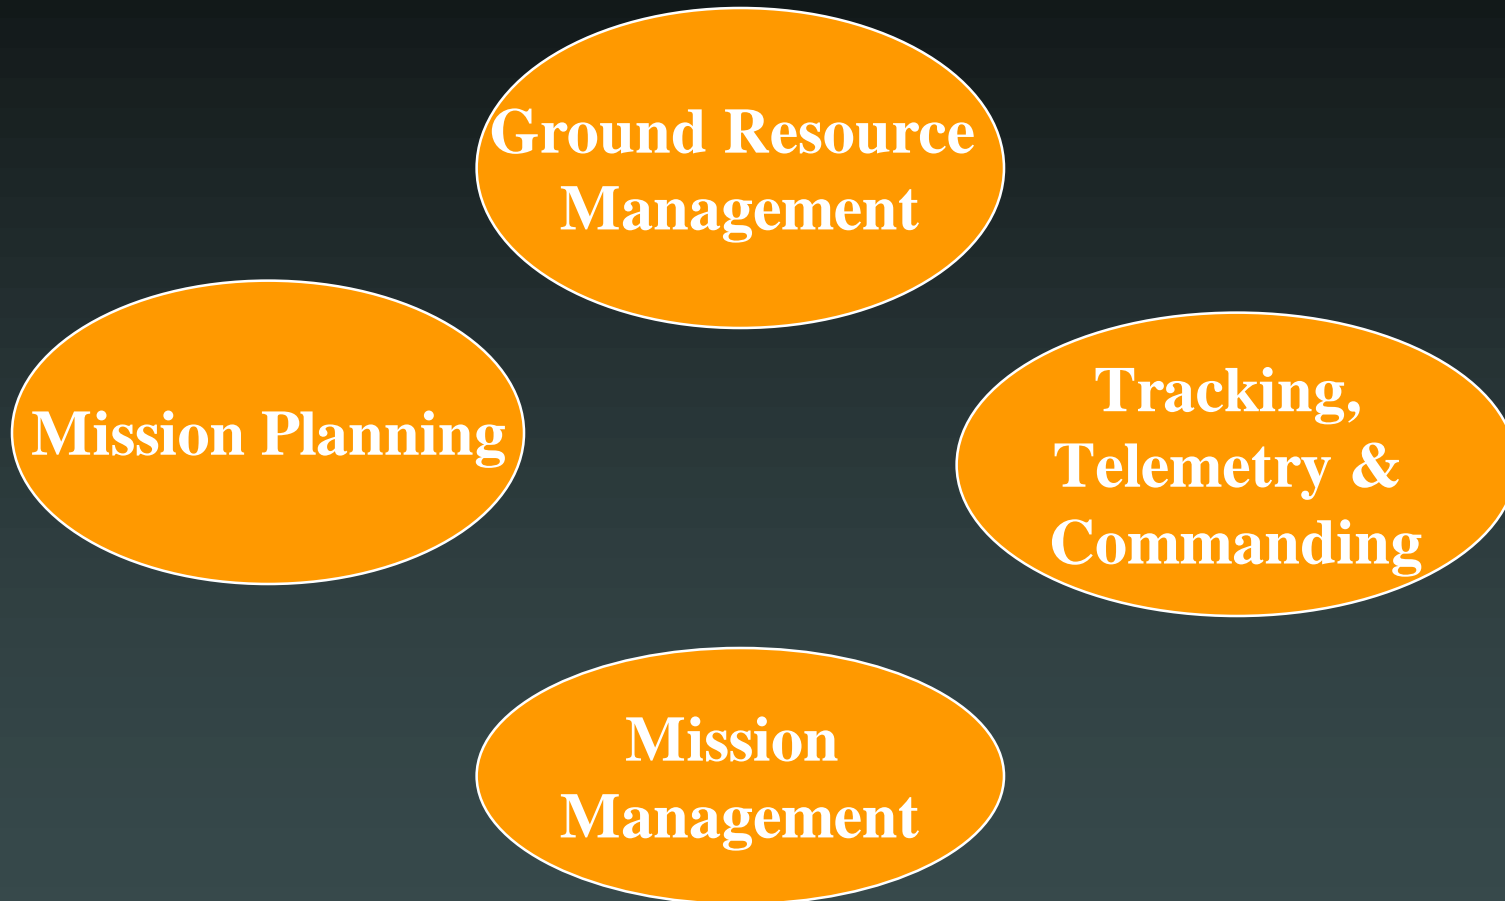 Ground Resource
Management
Mission Planning
Tracking,
Telemetry &
Commanding
Mission
Management